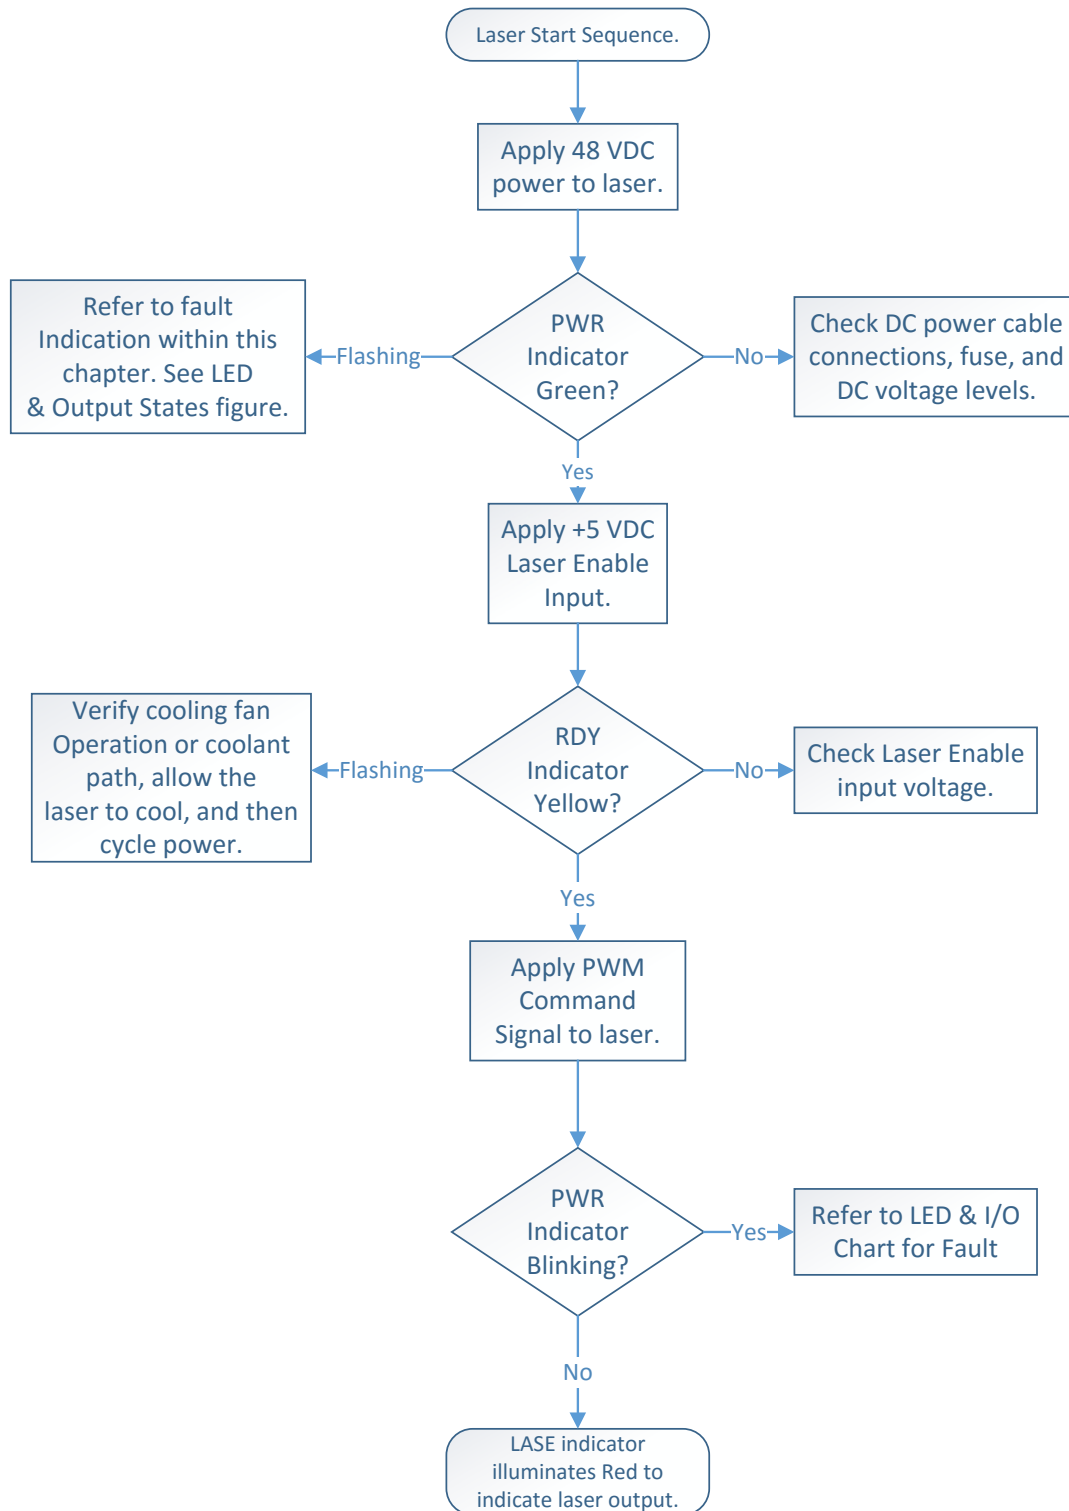 Laser Start Sequence.
Apply 48 VDC
power to laser.
PWR
Indicator
Green?
Flashing
Refer to fault
Indication within this
chapter. See LED
& Output States figure.
No
Check DC power cable
connections, fuse, and
DC voltage levels.
Yes
Apply +5 VDC
Laser Enable
Input.
RDY
Indicator
Yellow?
Flashing
Verify cooling fan
Operation or coolant
path, allow the
laser to cool, and then
cycle power.
No
Check Laser Enable
input voltage.
Yes
Apply PWM
Command
Signal to laser.
PWR
Indicator
Blinking?
Yes
Refer to LED & I/O
Chart for Fault
No
LASE indicator
illuminates Red to
indicate laser output.